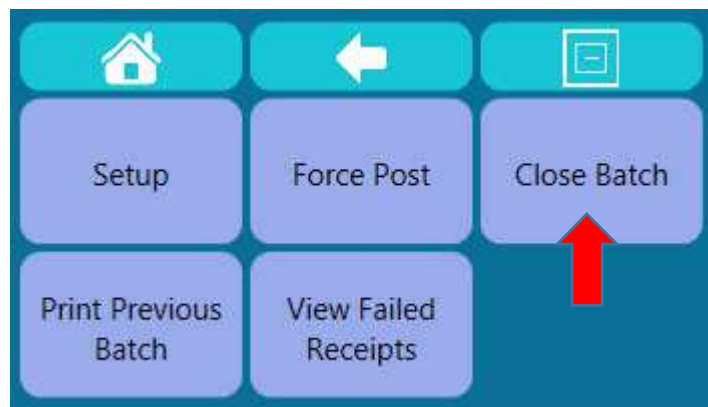 Setup
Force Post
Close Batch
Print Previous
Batch
View Failed
Receipts